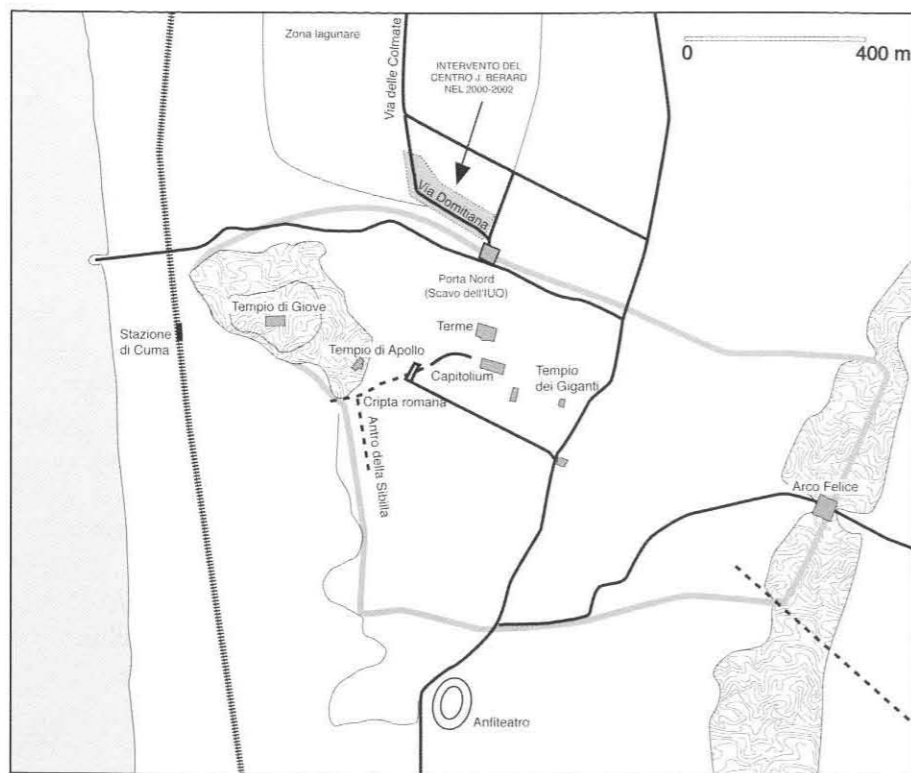 Zona lagunare
Via delle Colmate
INTERVENTO DEL
CENTRO J. BERARD
NEL 2000-2002
0 400 m
Via Domitiana
Porta Nord
(Scavo dell'IUO)
Tempio di Giove
Stazione
di Cuma
Terme
Tempio di Apollo
Capitolium
Tempio
dei Giganti
Cripta romana
Antro della Sibilla
Arco Felice
Anfiteatro